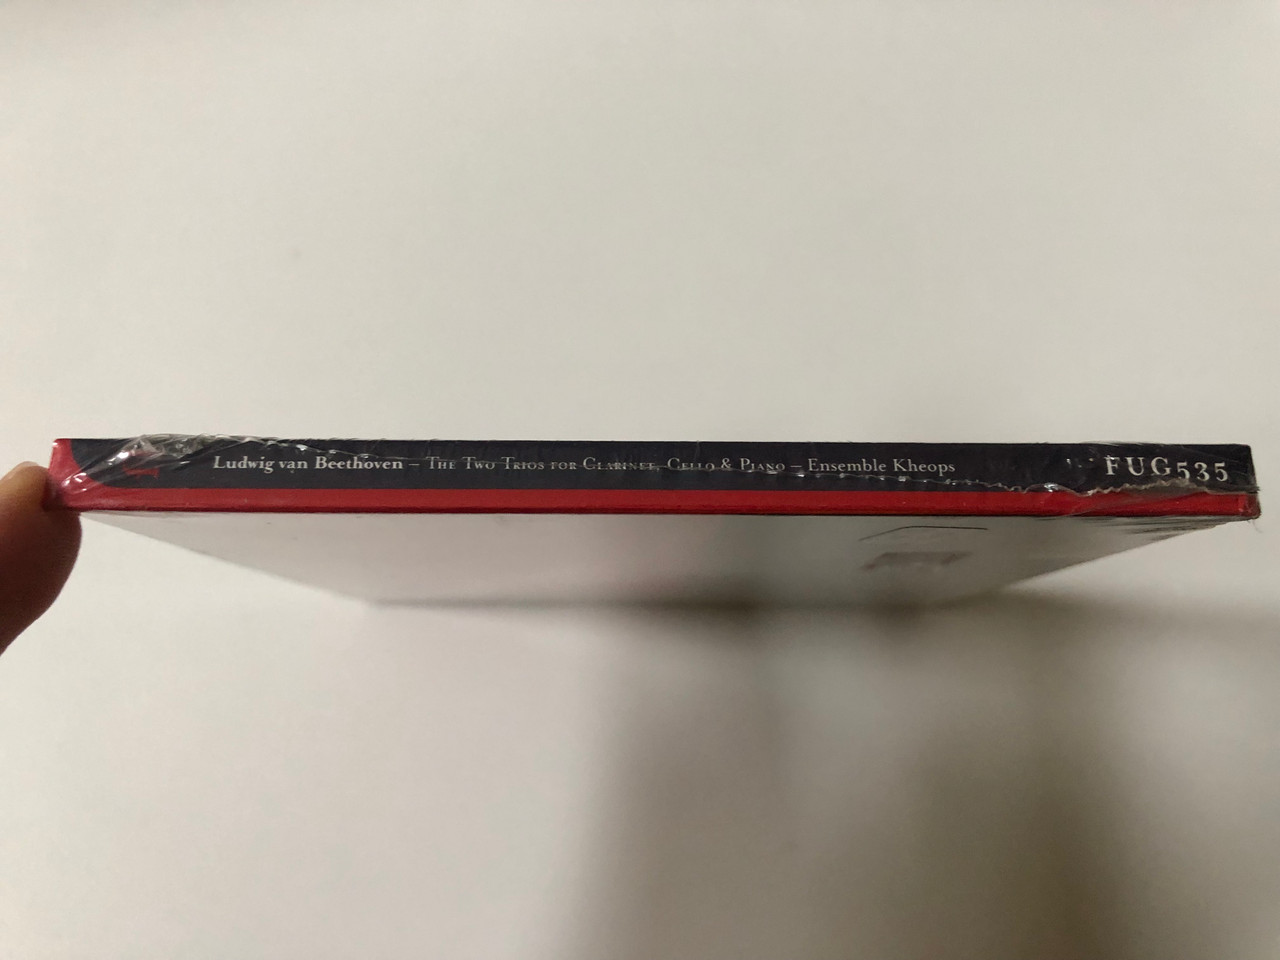 Ludwig van Beethoven – The Two Trios for Clarinet, Cello & Piano – Ensemble Kheops FUG535